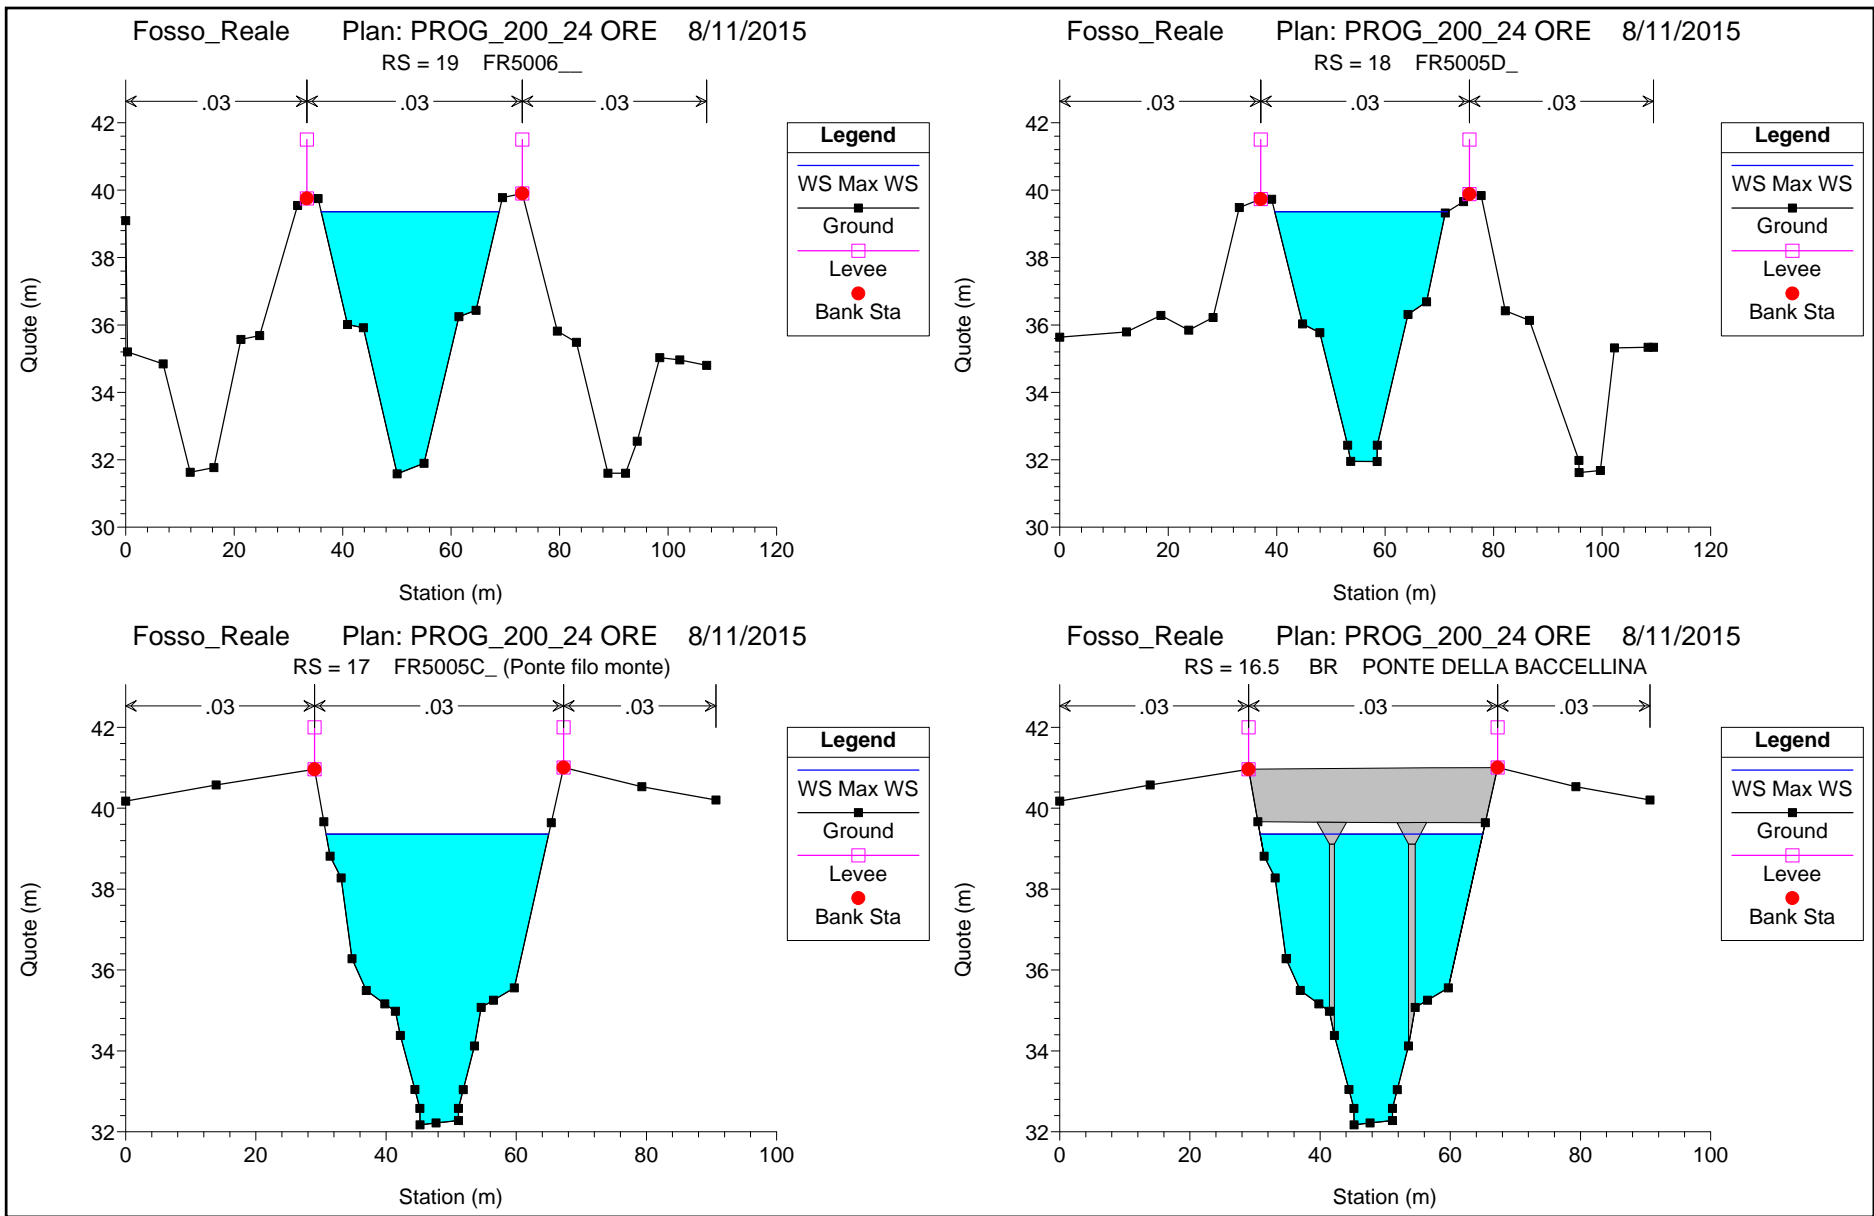 Fosso_Reale Plan: PROG_200_24 ORE 8/11/2015
RS = 19 FR5006__
.03 .03 .03
42
40
38
36
34
32
30
0 20 40 60 80 100 120
Quote (m)
Station (m)
Legend
WS Max WS
Ground
Levee
Bank Sta
Fosso_Reale Plan: PROG_200_24 ORE 8/11/2015
RS = 18 FR5005D_
.03 .03 .03
42
40
38
36
34
32
30
0 20 40 60 80 100 120
Quote (m)
Station (m)
Legend
WS Max WS
Ground
Levee
Bank Sta
Fosso_Reale Plan: PROG_200_24 ORE 8/11/2015
RS = 17 FR5005C_ (Ponte filo monte)
.03 .03 .03
42
40
38
36
34
32
0 20 40 60 80 100
Quote (m)
Station (m)
Legend
WS Max WS
Ground
Levee
Bank Sta
Fosso_Reale Plan: PROG_200_24 ORE 8/11/2015
RS = 16.5 BR PONTE DELLA BACCELLINA
.03 .03 .03
42
40
38
36
34
32
0 20 40 60 80 100
Quote (m)
Station (m)
Legend
WS Max WS
Ground
Levee
Bank Sta